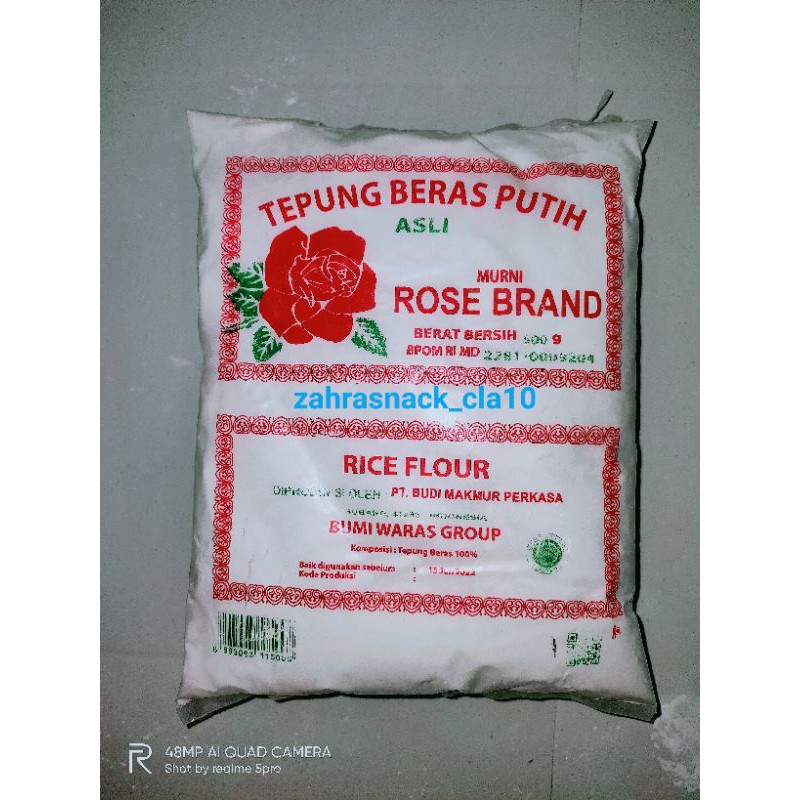 TEPUNG BERAS PUTIH
ASLI
MURNI
ROSE BRAND
BERAT BERSIH 500 g
BPOM RI MD
zahrasnack_cla10
RICE FLOUR
OLEH : PT. BUDI MAKMUR PERKASA
BUMI WARAS GROUP
Komposisi : Tepung Beras 100%
Baik digunakan sebelum :
Kode Produksi :
48MP AI QUAD CAMERA
Shot by realme 5pro